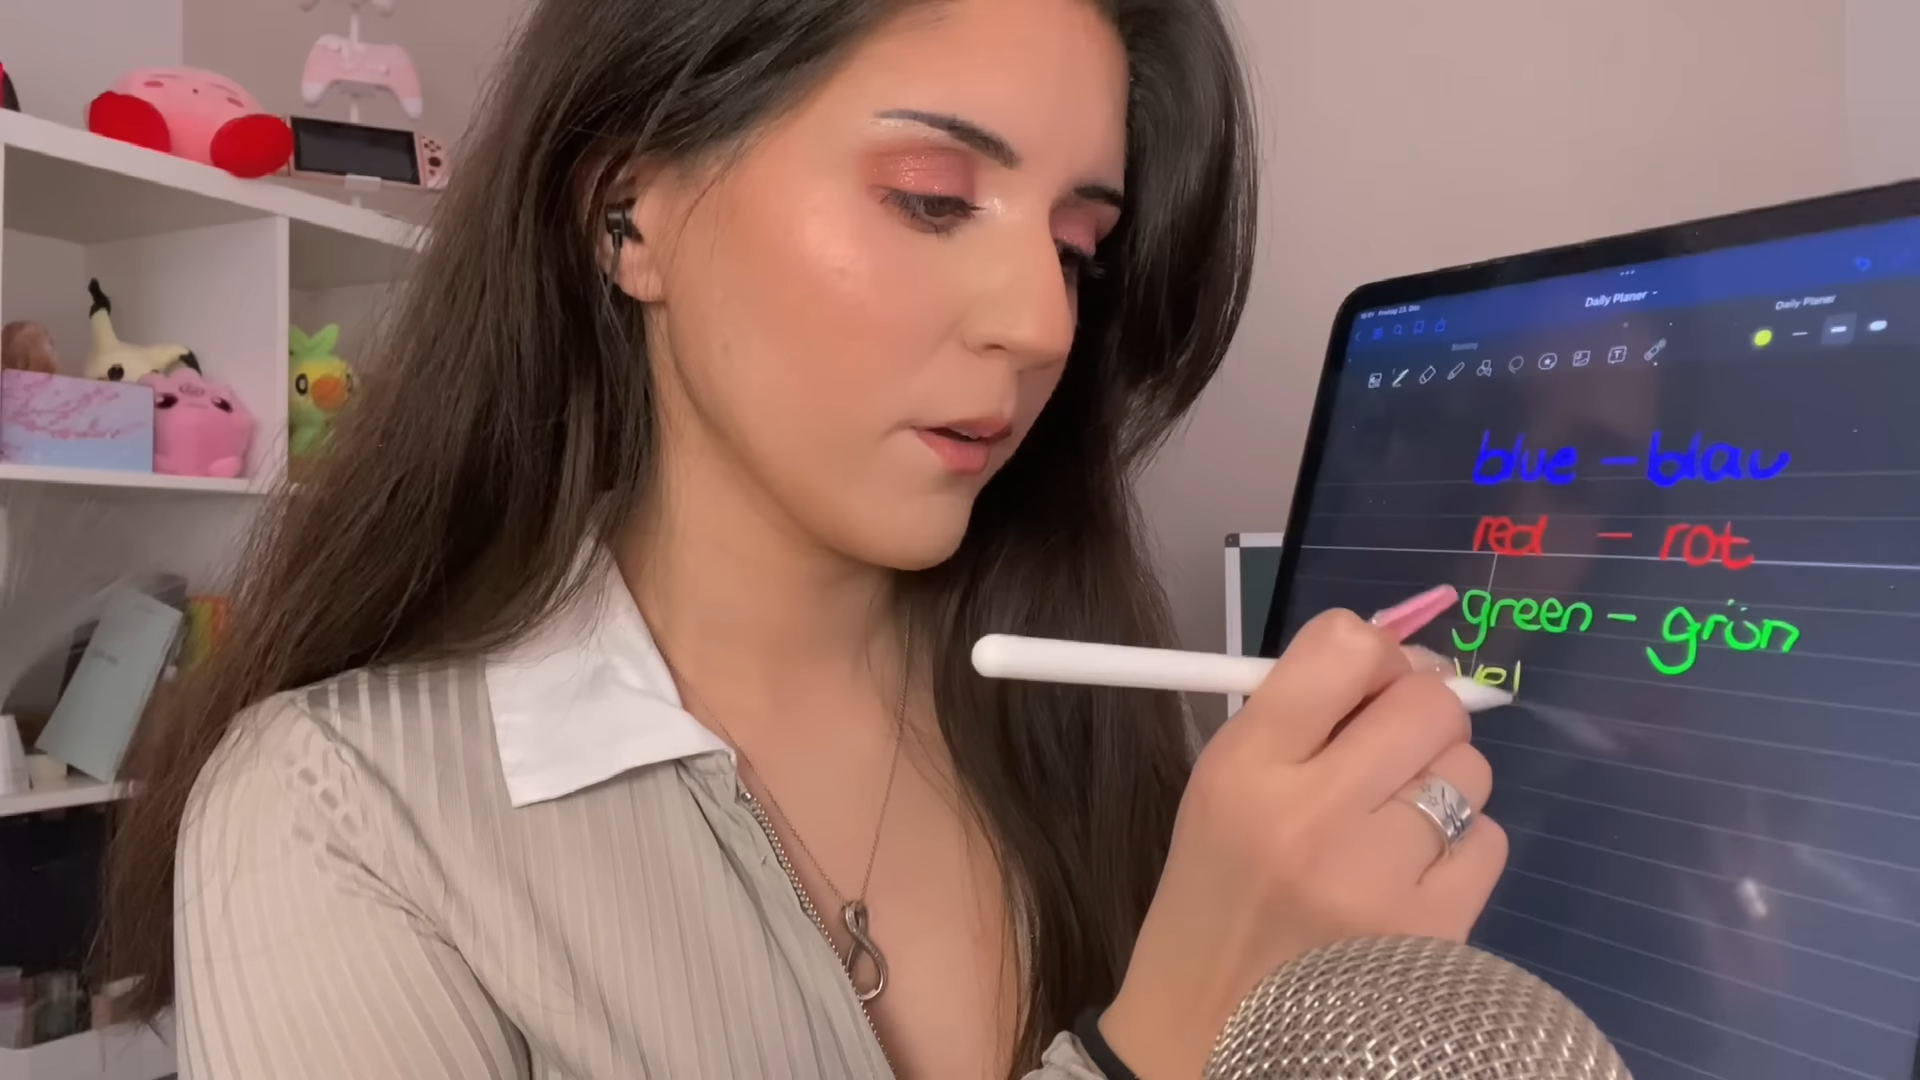 Daily Planer
Daily Planer
blue - blau
red - rot
green - grün
yel